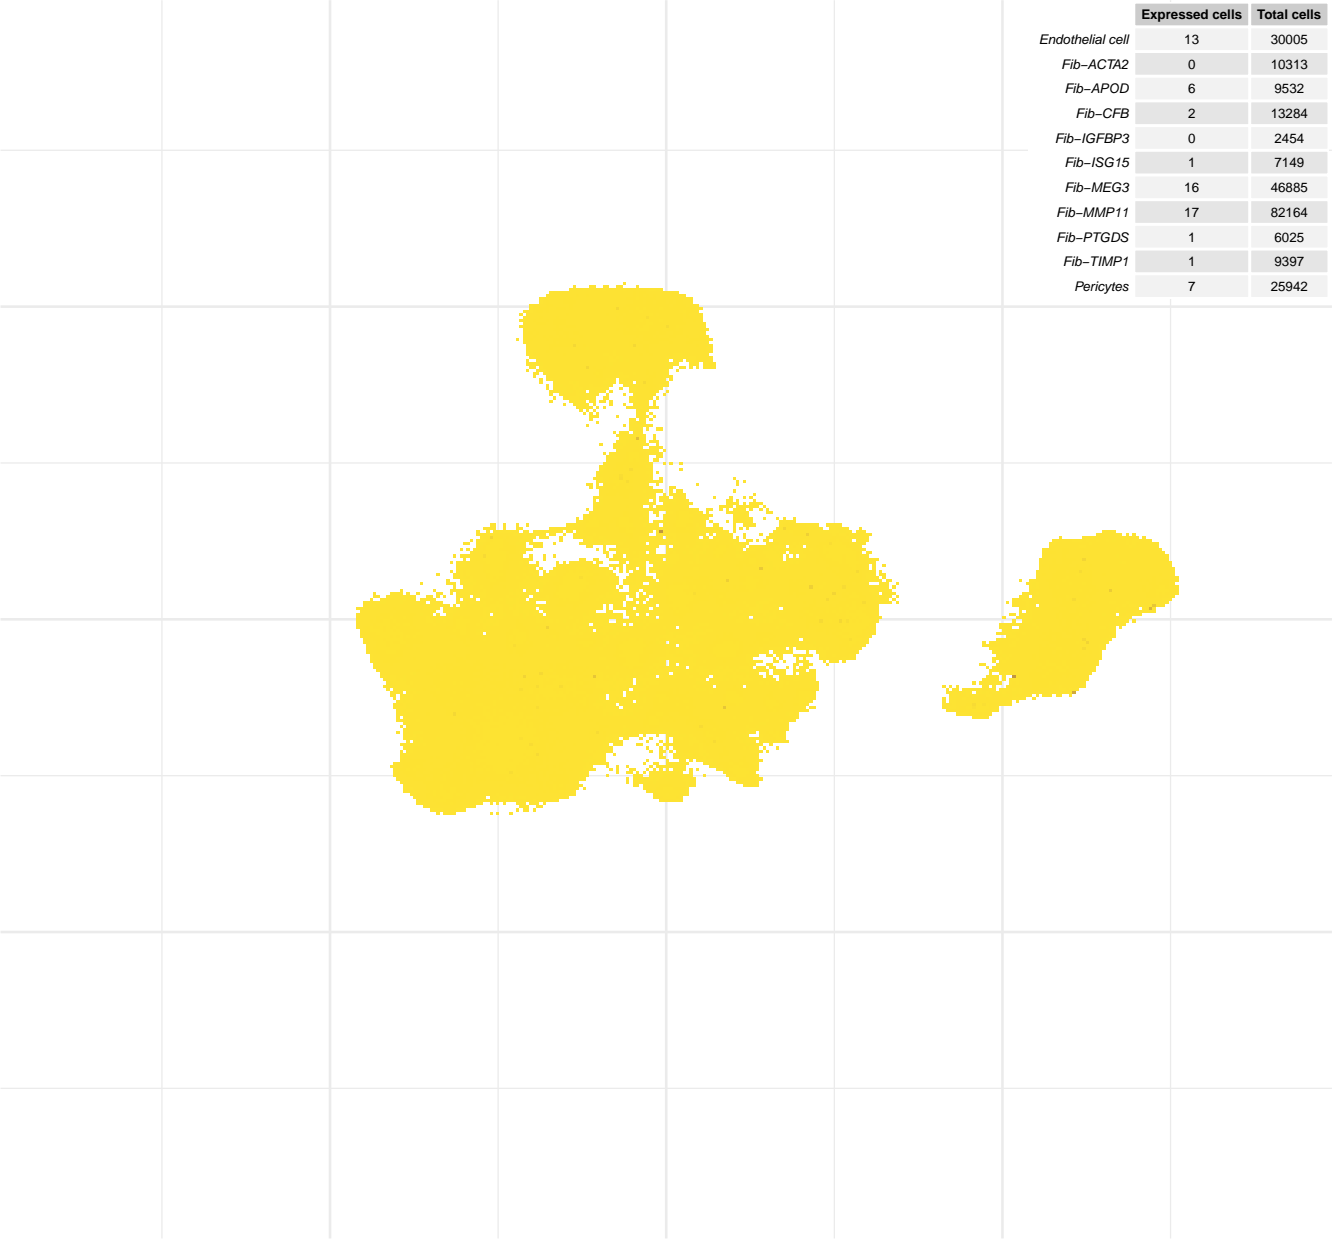 Expressed cells Total cells
Endothelial cell 13 30005
Fib−ACTA2 0 10313
Fib−APOD 6 9532
Fib−CFB 2 13284
Fib−IGFBP3 0 2454
Fib−ISG15 1 7149
Fib−MEG3 16 46885
Fib−MMP11 17 82164
Fib−PTGDS 1 6025
Fib−TIMP1 1 9397
Pericytes 7 25942